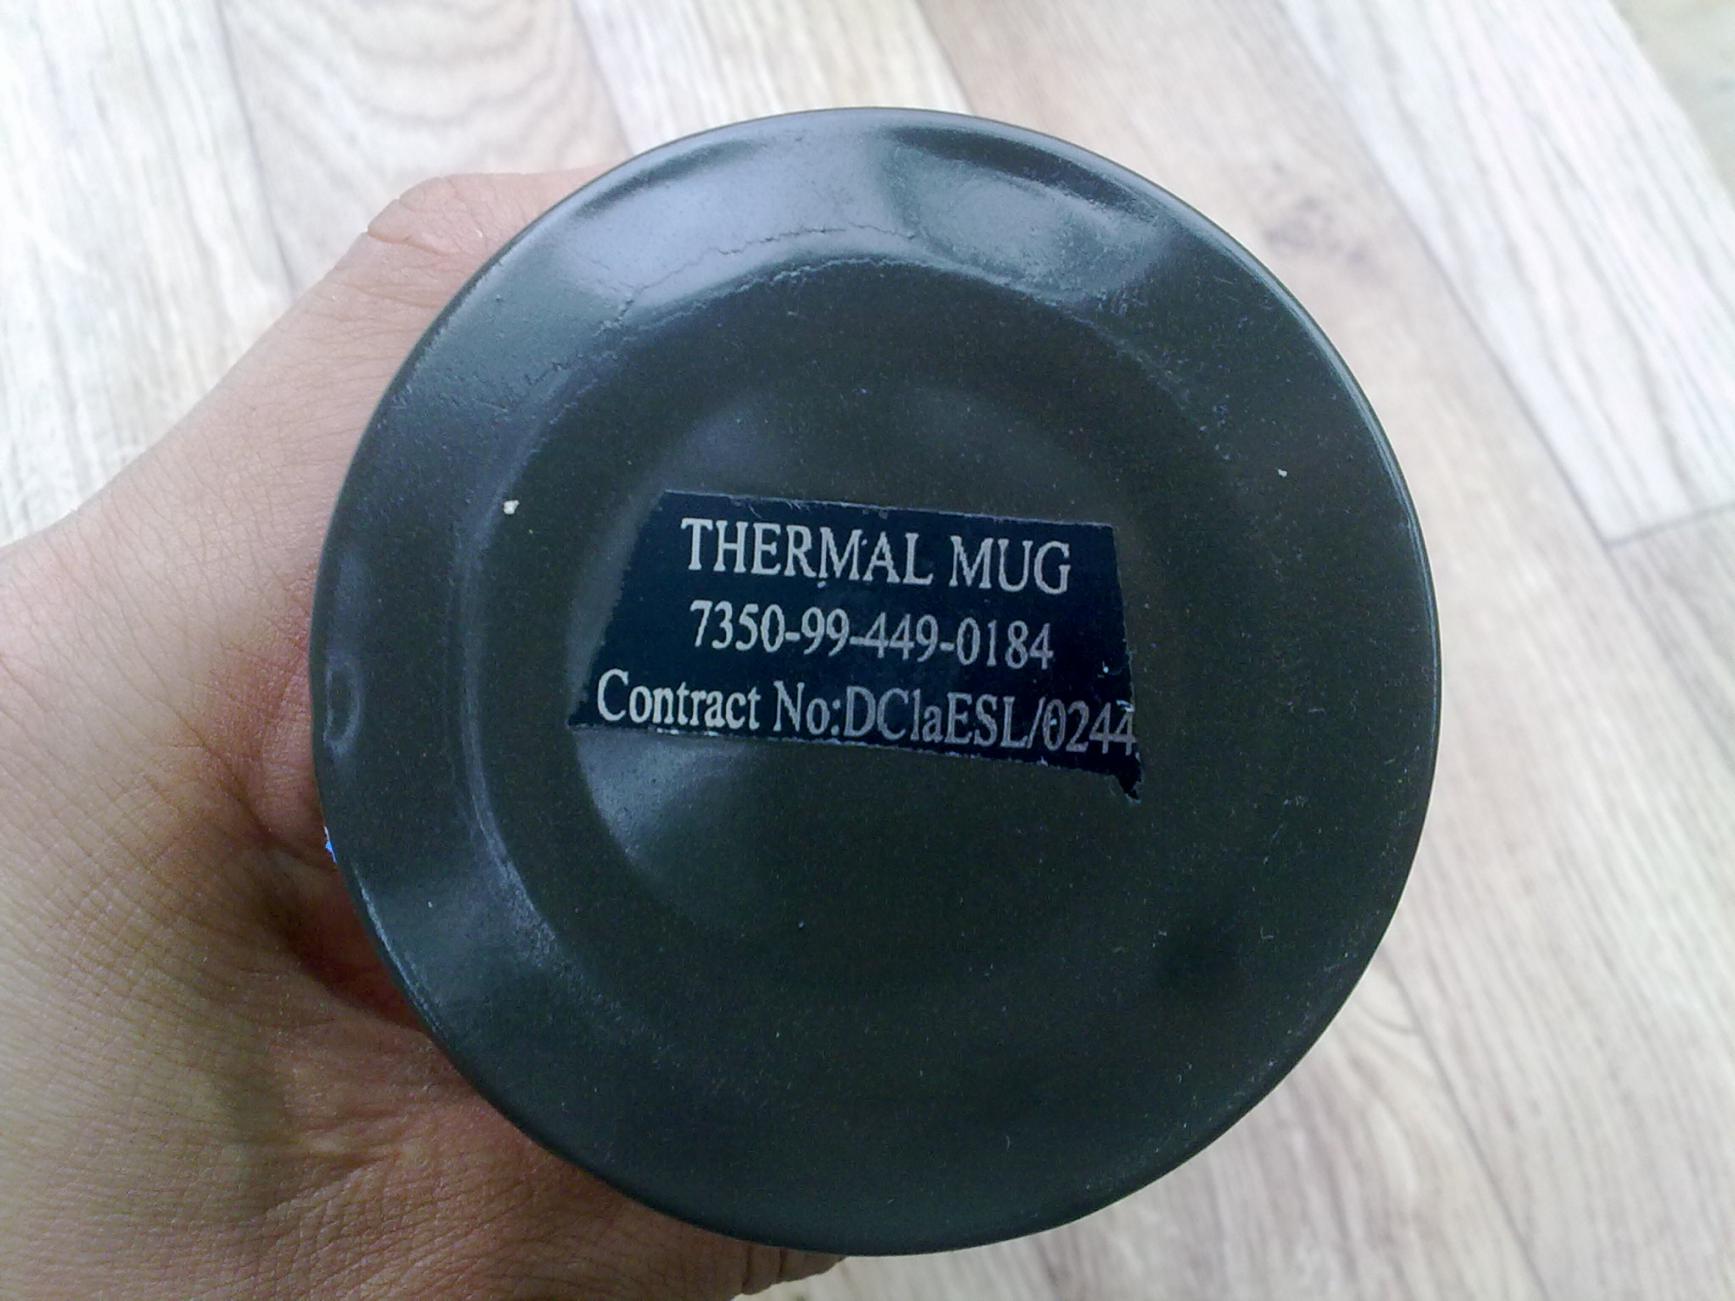 THERMAL MUG
7350-99-449-0184
Contract No:DClaESL/0244